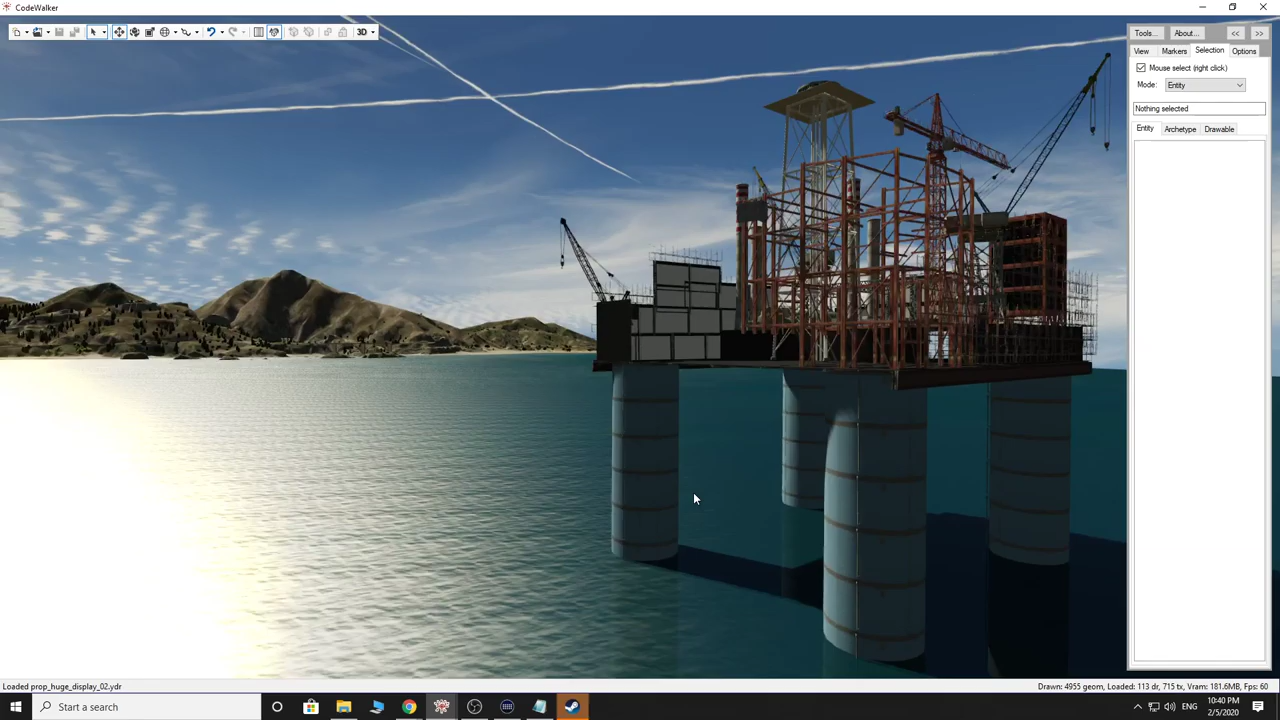 CodeWalker
3D
Tools...
About...
<<
>>
View
Markers
Selection
Options
Mouse select (right click)
Mode:
Entity
Nothing selected
Entity
Archetype
Drawable
Loaded prop_huge_display_02.ydr
Drawn: 4955 geom, Loaded: 113 dr, 715 tx, Vram: 181.6MB, Fps: 60
Start a search
ENG
10:40 PM
2/5/2020